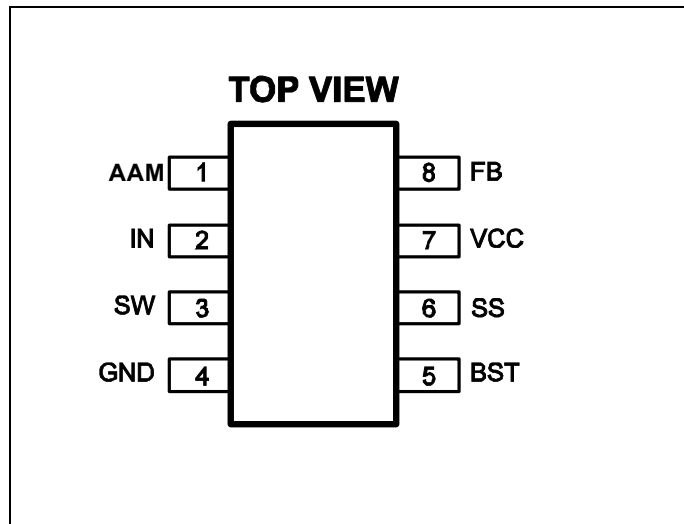 TOP VIEW
AAM 1 8 FB
IN 2 7 VCC
SW 3 6 SS
GND 4 5 BST